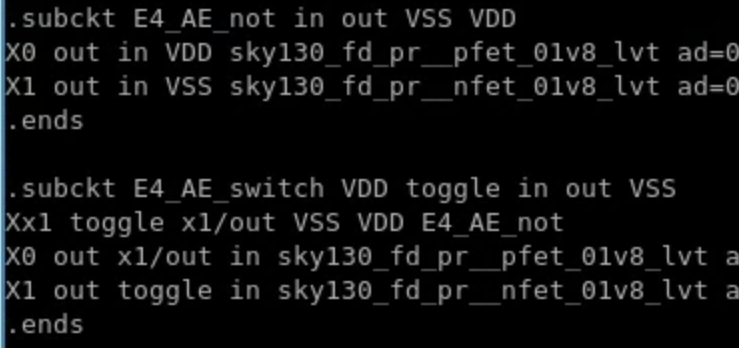 .subckt E4_AE_not in out VSS VDD
X0 out in VDD sky130_fd_pr__pfet_01v8_lvt ad=0
X1 out in VSS sky130_fd_pr__nfet_01v8_lvt ad=0
.ends
.subckt E4_AE_switch VDD toggle in out VSS
Xx1 toggle x1/out VSS VDD E4_AE_not
X0 out x1/out in sky130_fd_pr__pfet_01v8_lvt a
X1 out toggle in sky130_fd_pr__nfet_01v8_lvt a
.ends